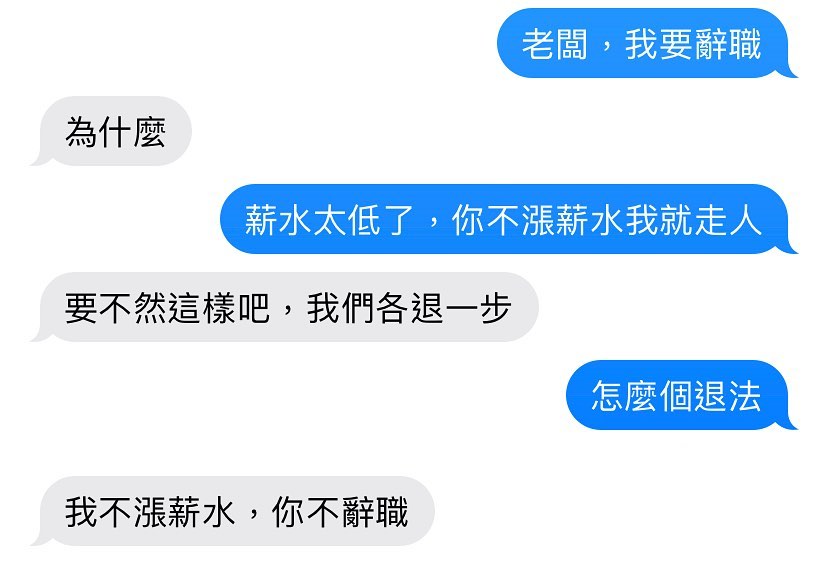 老闆，我要辭職
為什麼
薪水太低了，你不漲薪水我就走人
要不然這樣吧，我們各退一步
怎麼個退法
我不漲薪水，你不辭職